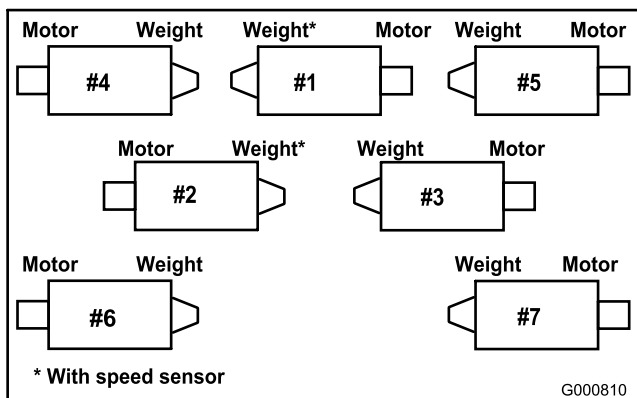 Motor Weight Weight* Motor Weight Motor
#4 #1 #5
Motor Weight* Weight Motor
#2 #3
Motor Weight Weight Motor
#6 #7
* With speed sensor
G000810